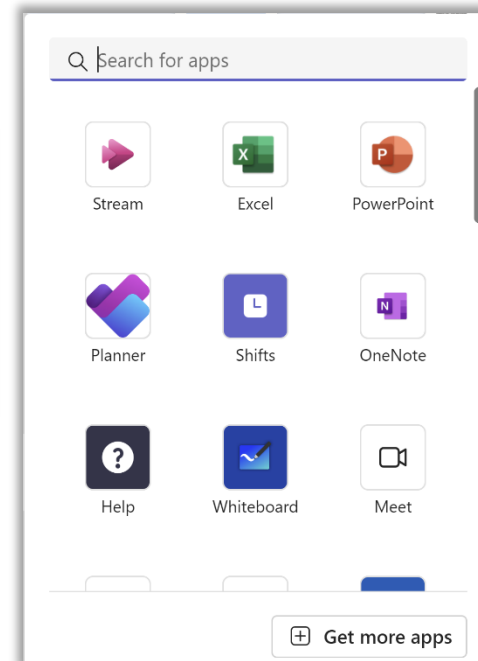 Search for apps
Stream Excel PowerPoint
Planner Shifts OneNote
Help Whiteboard Meet
Get more apps